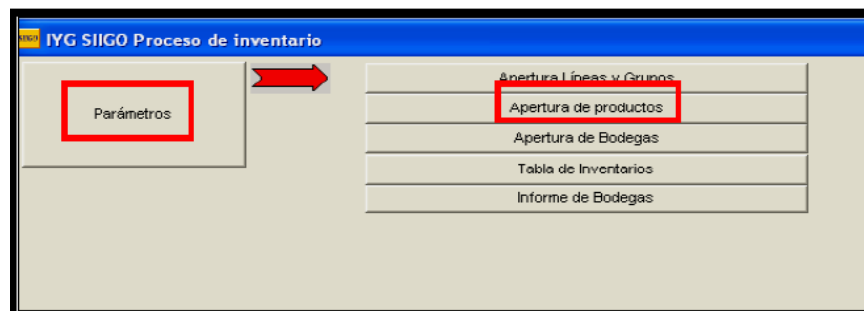 SIIGO IYG SIIGO Proceso de inventario
Parámetros
Apertura Líneas y Grupos
Apertura de productos
Apertura de Bodegas
Tabla de Inventarios
Informe de Bodegas